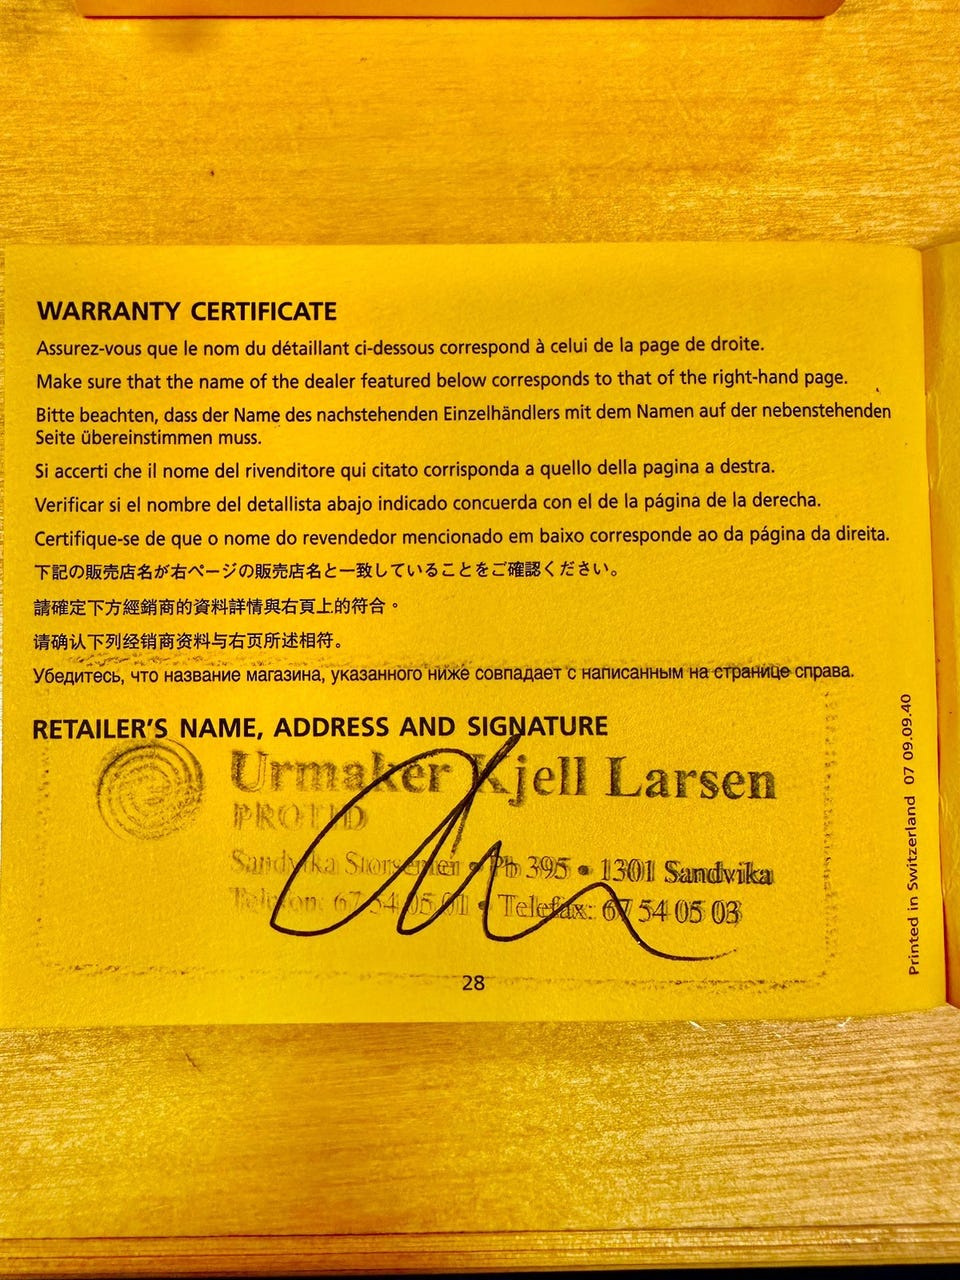 WARRANTY CERTIFICATE
Assurez-vous que le nom du détaillant ci-dessous correspond à celui de la page de droite.
Make sure that the name of the dealer featured below corresponds to that of the right-hand page.
Bitte beachten, dass der Name des nachstehenden Einzelhändlers mit dem Namen auf der nebenstehenden
Seite übereinstimmen muss.
Si accerti che il nome del rivenditore qui citato corrisponda a quello della pagina a destra.
Verificar si el nombre del detallista abajo indicado concuerda con el de la página de la derecha.
Certifique-se de que o nome do revendedor mencionado em baixo corresponde ao da página da direita.
下記の販売店名が右ページの販売店名と一致していることをご確認ください。
請確定下方經銷商的資料詳情與右頁上的符合。
请确认下列经销商资料与右页所述相符。
Убедитесь, что название магазина, указанного ниже совпадает с написанным на странице справа.
RETAILER'S NAME, ADDRESS AND SIGNATURE
Urmaker Kjell Larsen
PROTID
Sandvika Storsenter • Pb 395 • 1301 Sandvika
Telefon: 67 54 05 01 • Telefax: 67 54 05 03
28
Printed in Switzerland 07 09.09.40